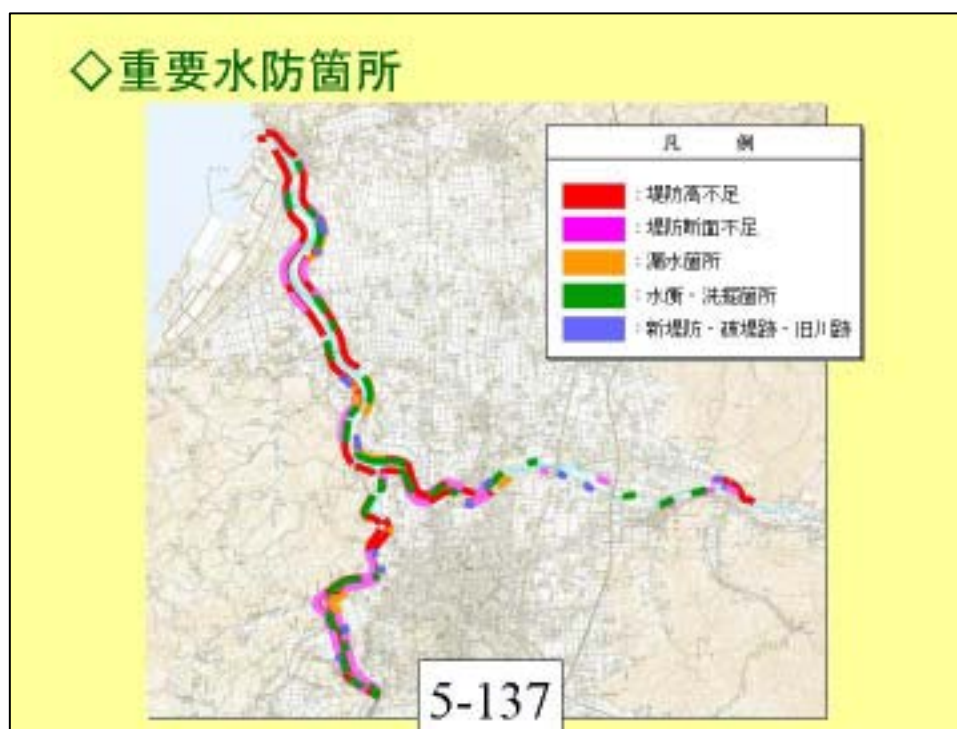 ◇重要水防箇所
凡 例
：堤防高不足
：堤防断面不足
：漏水箇所
：水衝・洗掘箇所
：新堤防・破堤跡・旧川跡
5-137